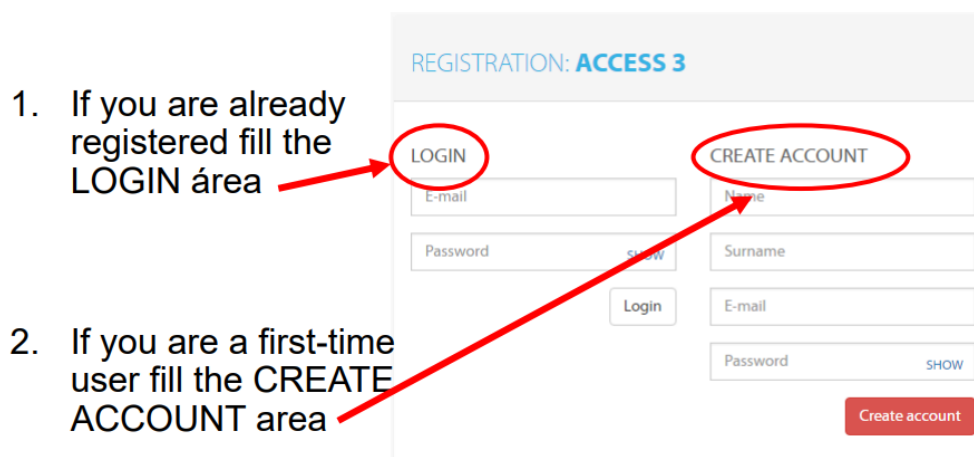 REGISTRATION: ACCESS 3
1. If you are already
registered fill the
LOGIN área
LOGIN
E-mail
Password SHOW
Login
CREATE ACCOUNT
Name
Surname
E-mail
Password SHOW
Create account
2. If you are a first-time
user fill the CREATE
ACCOUNT area